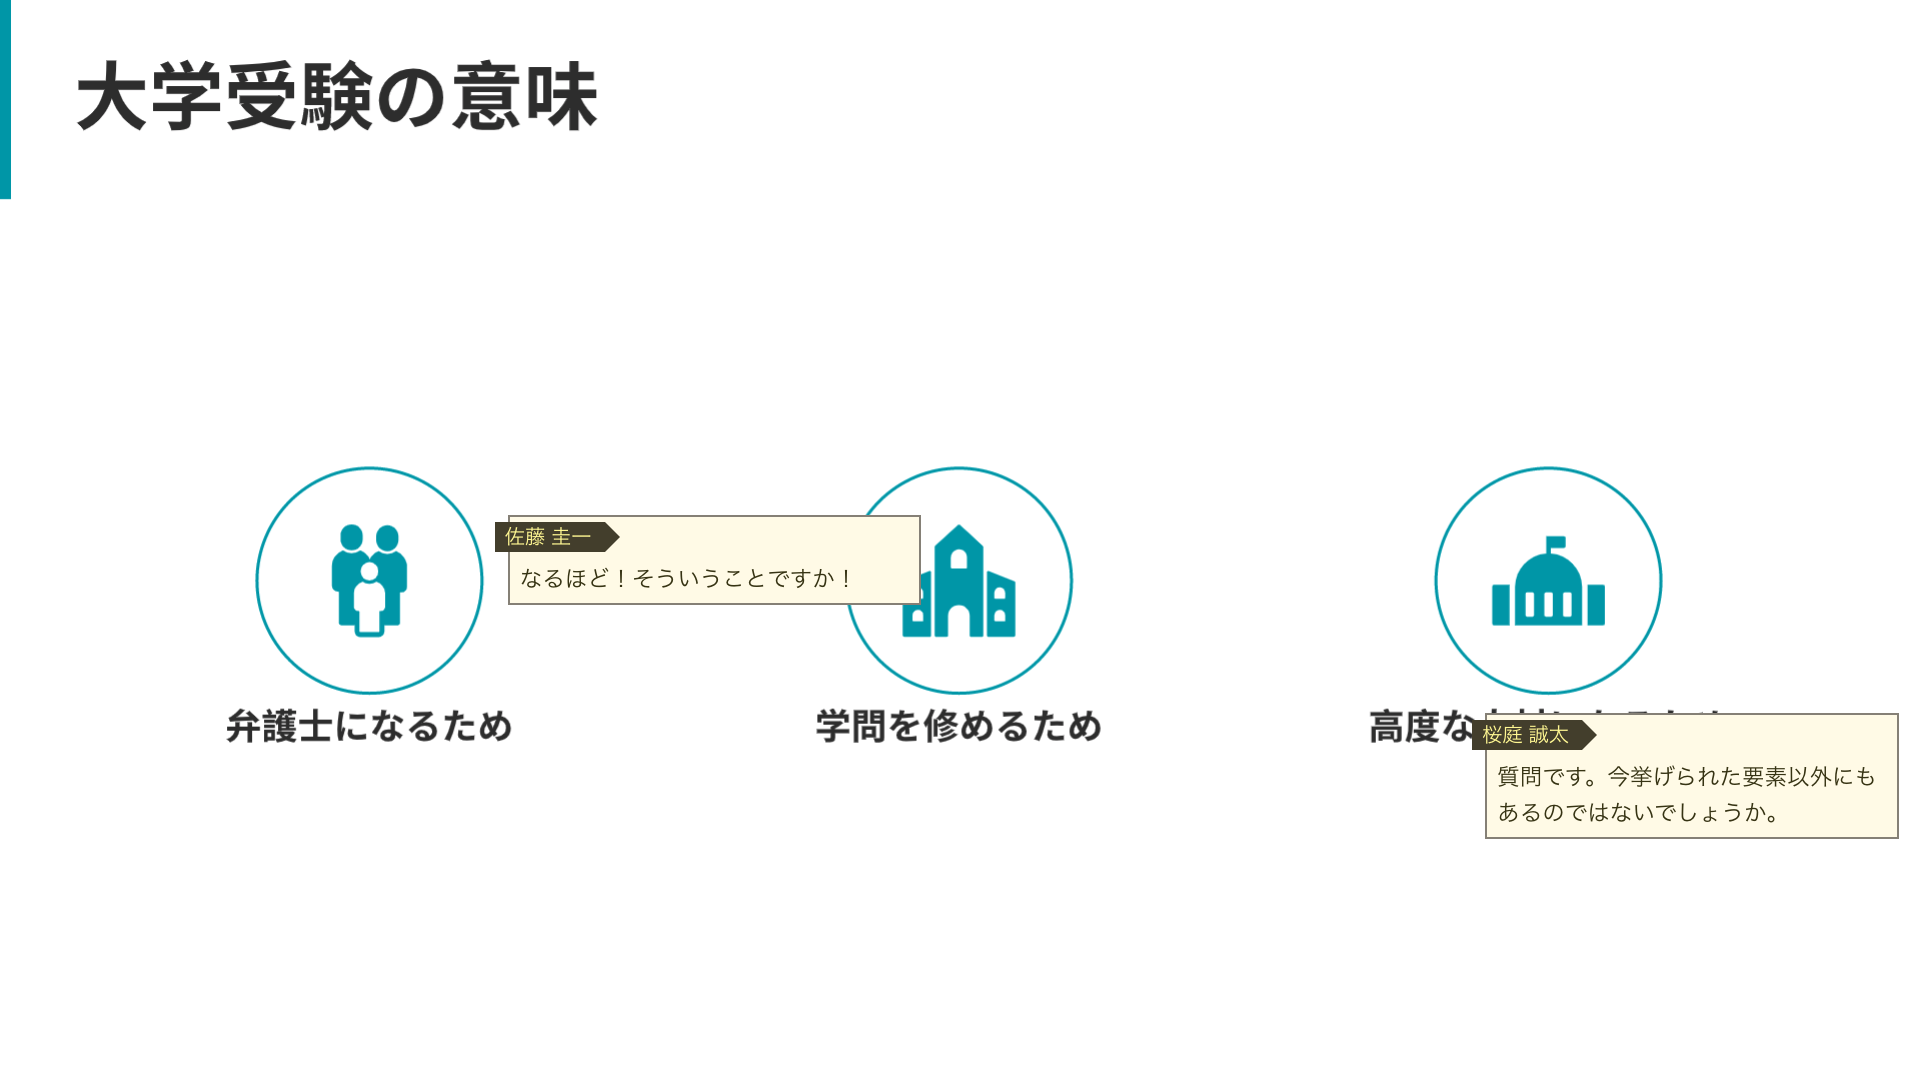 大学受験の意味
佐藤 圭一
なるほど！そういうことですか！
弁護士になるため
学問を修めるため
高度な
桜庭 誠太
質問です。今挙げられた要素以外にも
あるのではないでしょうか。